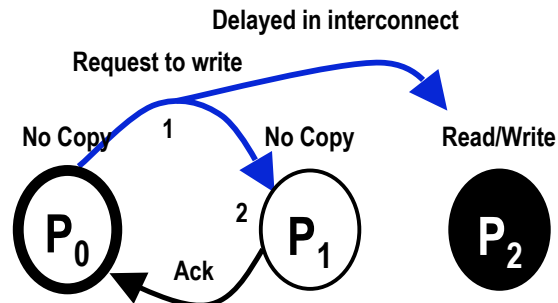 Delayed in interconnect
Request to write
No Copy 1 No Copy Read/Write
P0 2 P1 P2
Ack